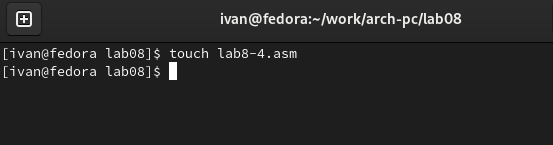 ivan@fedora:~/work/arch-pc/lab08
[ivan@fedora lab08]$ touch lab8-4.asm
[ivan@fedora lab08]$